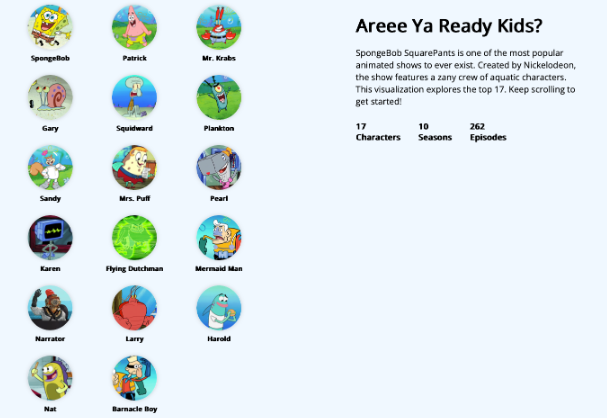 SpongeBob
Patrick
Mr. Krabs
Gary
Squidward
Plankton
Sandy
Mrs. Puff
Pearl
Karen
Flying Dutchman
Mermaid Man
Narrator
Larry
Harold
Nat
Barnacle Boy
Areee Ya Ready Kids?
SpongeBob SquarePants is one of the most popular
animated shows to ever exist. Created by Nickelodeon,
the show features a zany crew of aquatic characters.
This visualization explores the top 17. Keep scrolling to
get started!
17
Characters
10
Seasons
262
Episodes